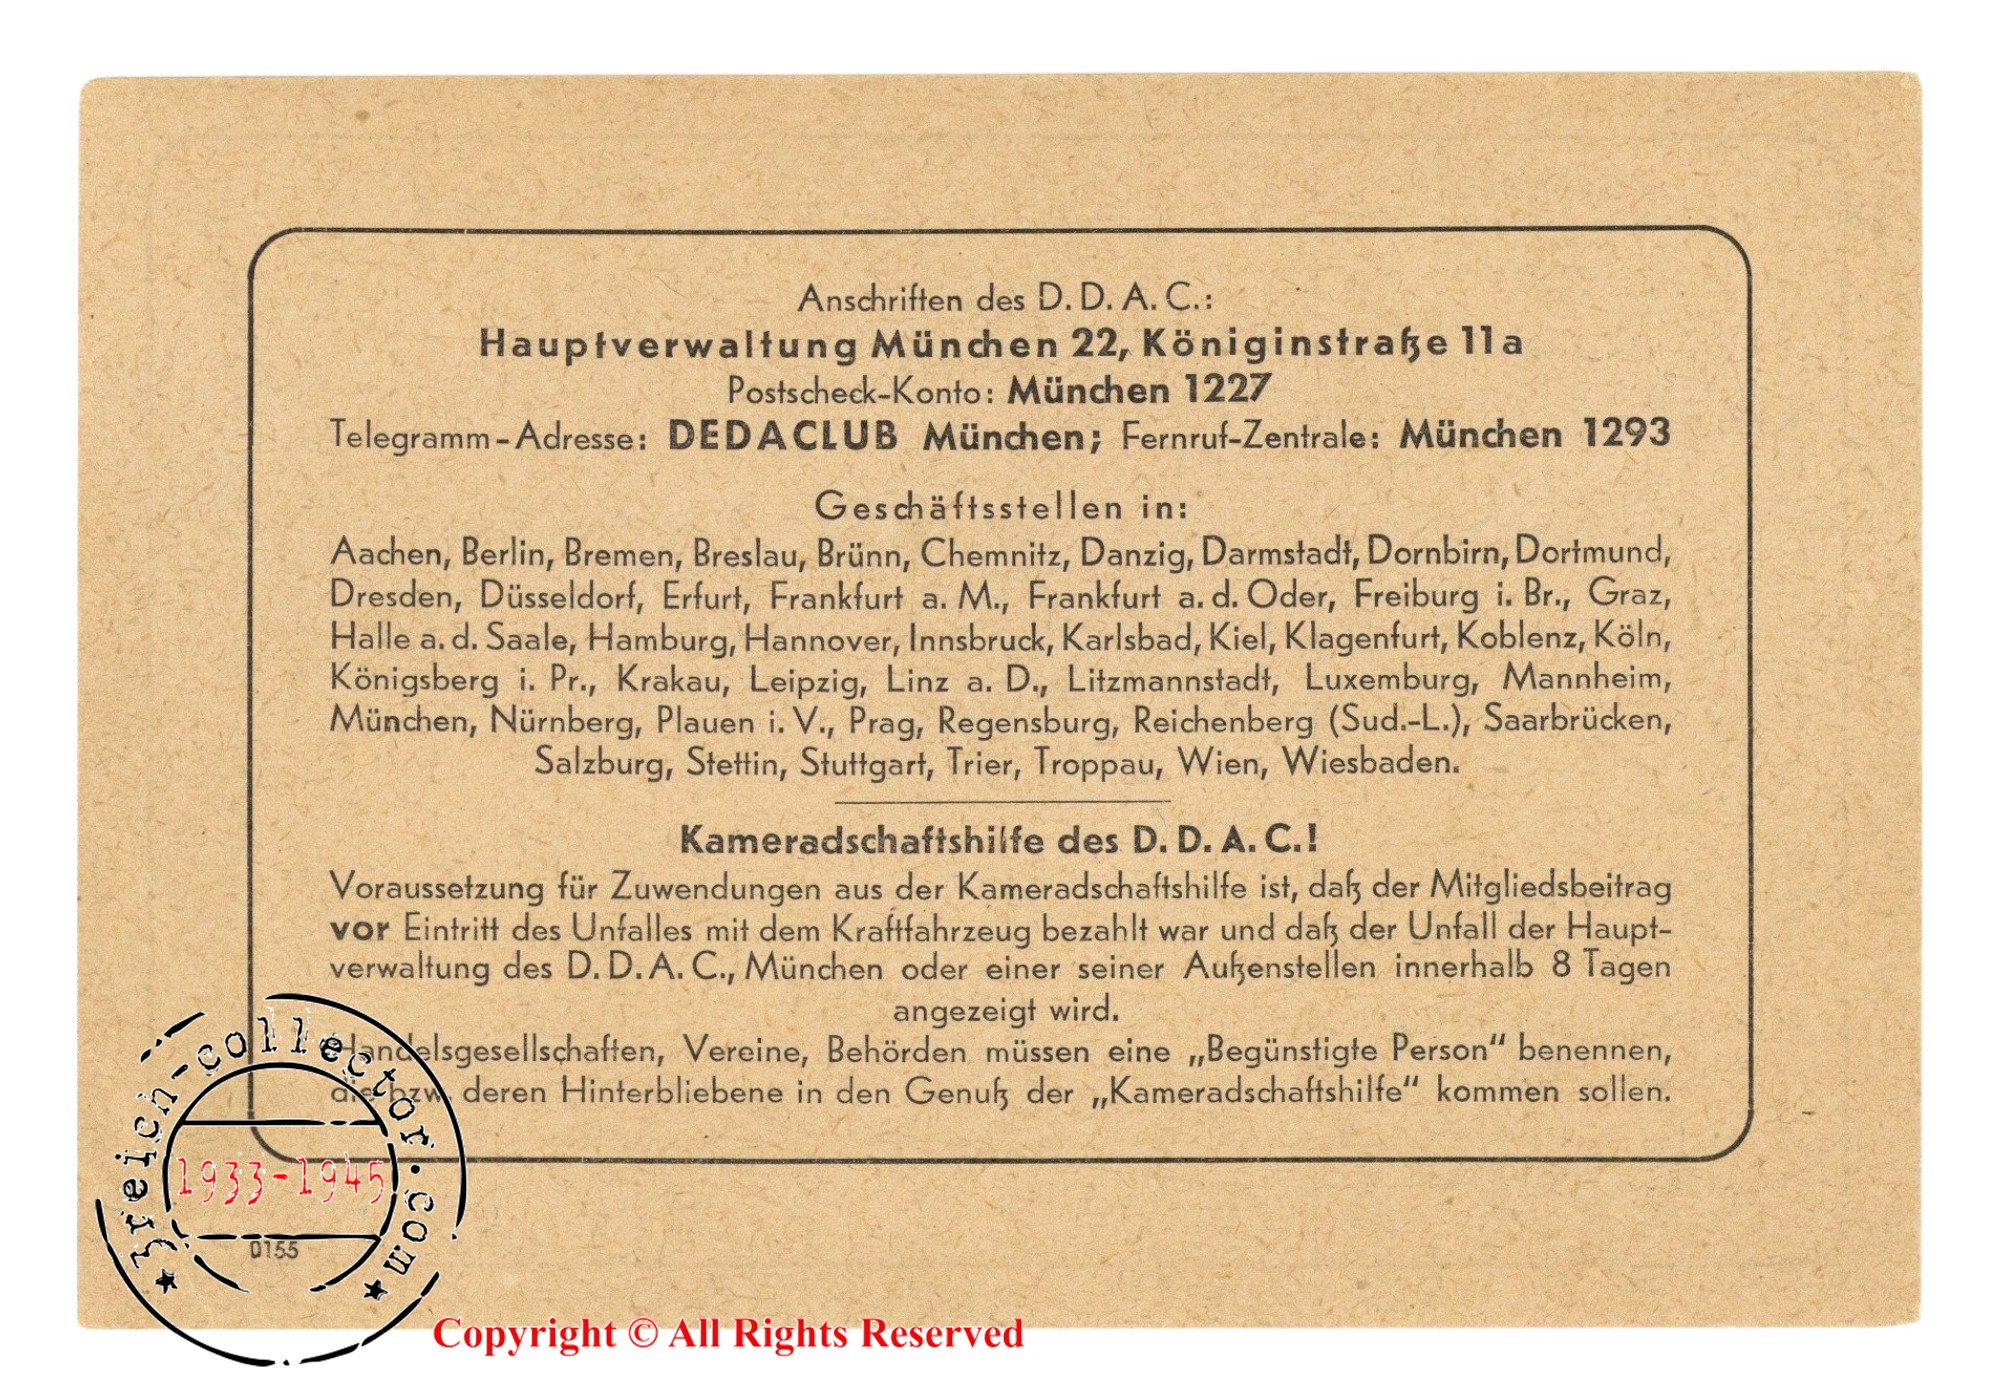 Anschriften des D. D. A. C.:
Hauptverwaltung München 22, Königinstraße 11a
Postscheck-Konto: München 1227
Telegramm-Adresse: DEDACLUB München; Fernruf-Zentrale: München 1293
Geschäftsstellen in:
Aachen, Berlin, Bremen, Breslau, Brünn, Chemnitz, Danzig, Darmstadt, Dornbirn, Dortmund,
Dresden, Düsseldorf, Erfurt, Frankfurt a. M., Frankfurt a. d. Oder, Freiburg i. Br., Graz,
Halle a. d. Saale, Hamburg, Hannover, Innsbruck, Karlsbad, Kiel, Klagenfurt, Koblenz, Köln,
Königsberg i. Pr., Krakau, Leipzig, Linz a. D., Litzmannstadt, Luxemburg, Mannheim,
München, Nürnberg, Plauen i. V., Prag, Regensburg, Reichenberg (Sud.-L.), Saarbrücken,
Salzburg, Stettin, Stuttgart, Trier, Troppau, Wien, Wiesbaden.
Kameradschaftshilfe des D. D. A. C.!
Voraussetzung für Zuwendungen aus der Kameradschaftshilfe ist, daß der Mitgliedsbeitrag
vor Eintritt des Unfalles mit dem Kraftfahrzeug bezahlt war und daß der Unfall der Haupt-
verwaltung des D. D. A. C., München oder einer seiner Außenstellen innerhalb 8 Tagen
angezeigt wird.
Handelsgesellschaften, Vereine, Behörden müssen eine „Begünstigte Person" benennen,
die bzw. deren Hinterbliebene in den Genuß der „Kameradschaftshilfe" kommen sollen.
3reich-collector.com
1933-1945
0155
Copyright © All Rights Reserved